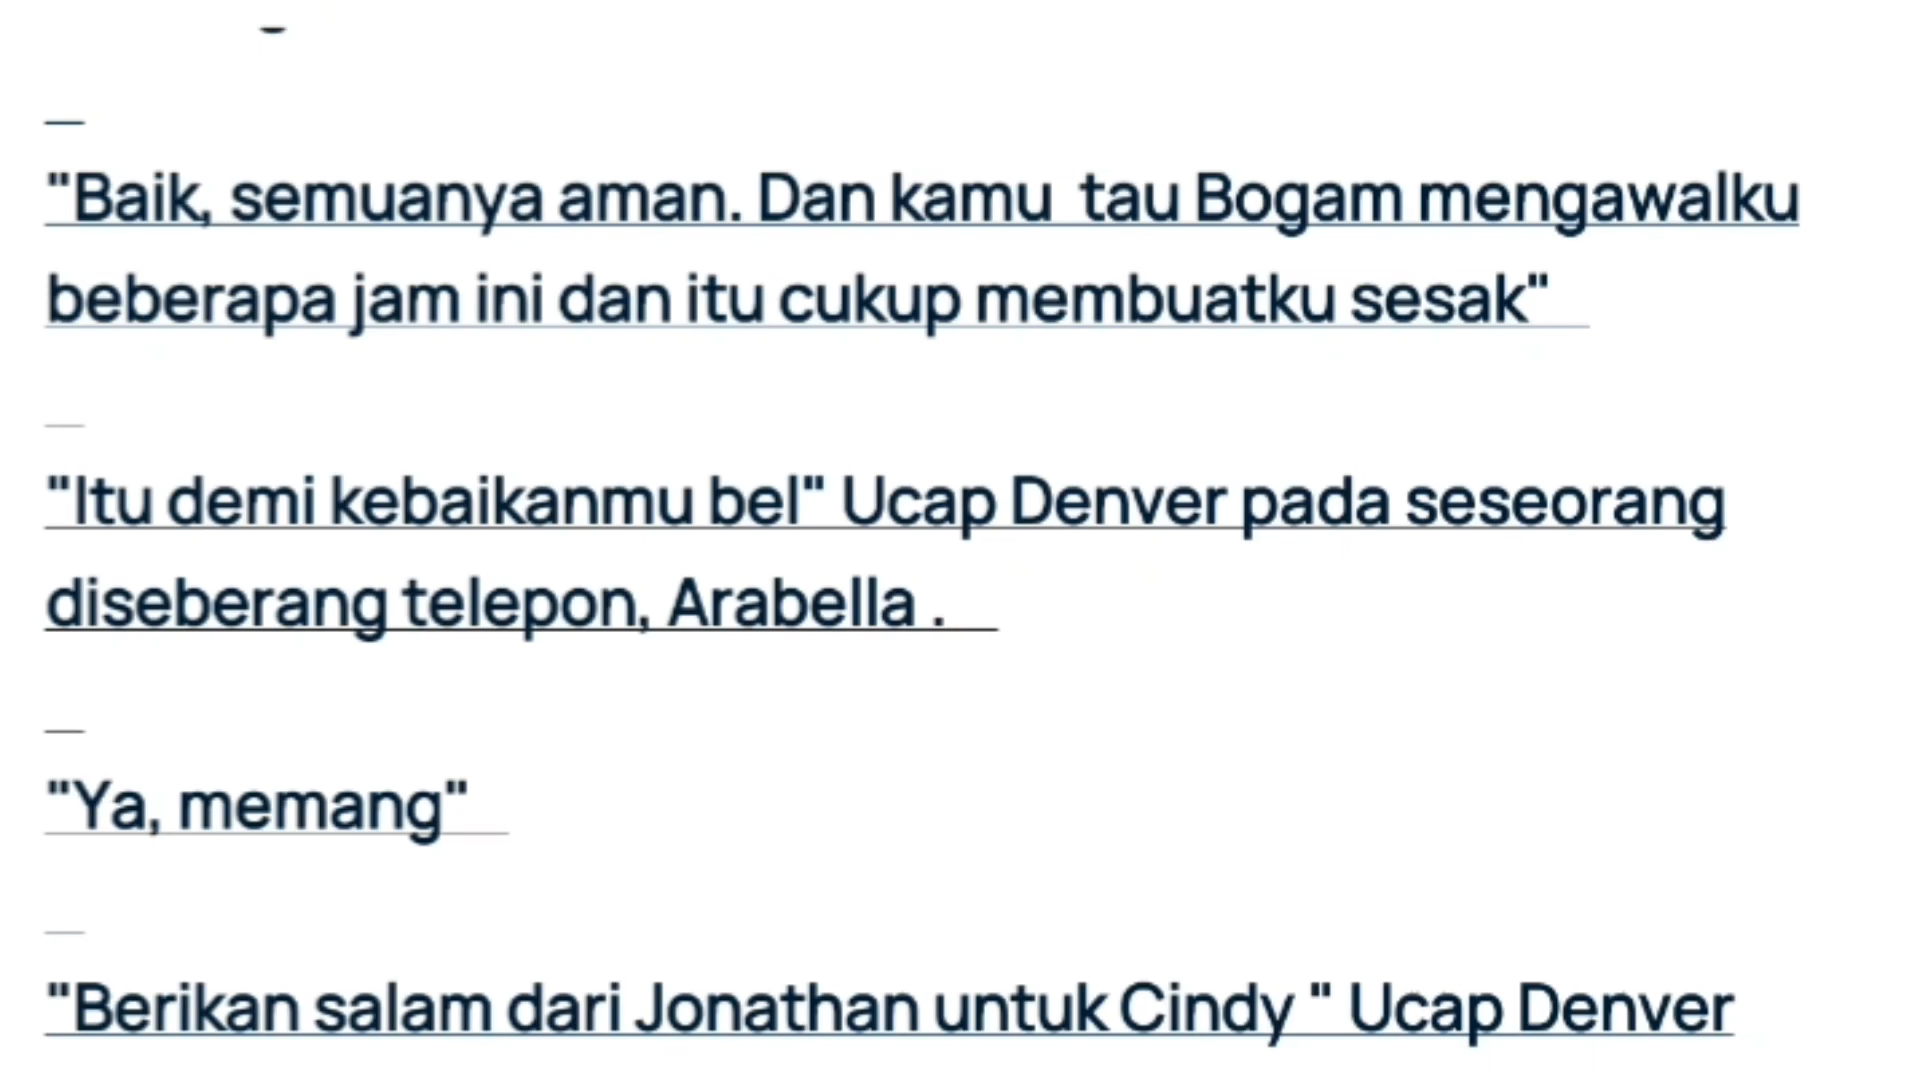 "Baik, semuanya aman. Dan kamu  tau Bogam mengawalku
beberapa jam ini dan itu cukup membuatku sesak"
"Itu demi kebaikanmu bel" Ucap Denver pada seseorang
diseberang telepon, Arabella .
"Ya, memang"
"Berikan salam dari Jonathan untuk Cindy " Ucap Denver